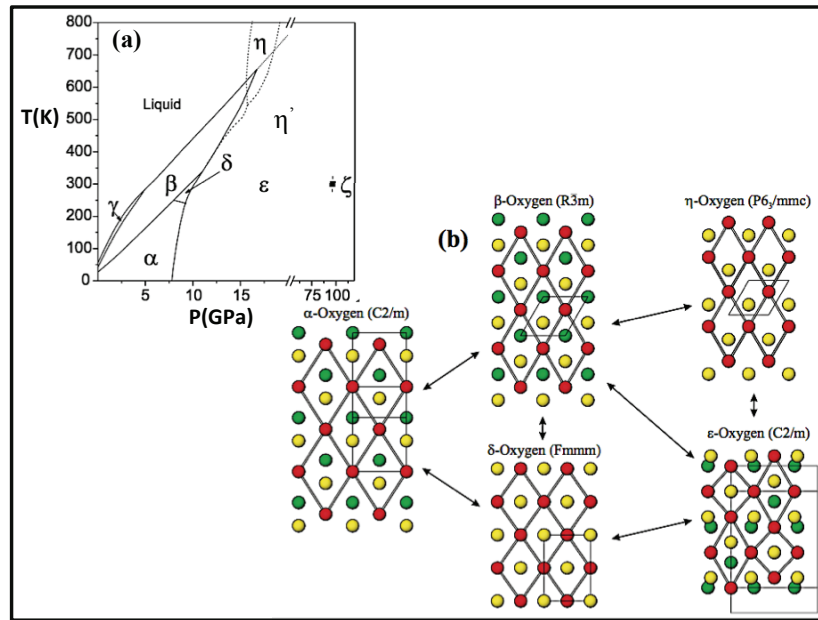 (a)
800
700
600
500
400
300
200
100
0
T(K)
Liquid
η
η’
δ
β
γ
α
ε
ζ
5
10
15
75
100
P(GPa)
(b)
α-Oxygen (C2/m)
β-Oxygen (R3̄m)
η-Oxygen (P6₃/mmc)
δ-Oxygen (Fmmm)
ε-Oxygen (C2/m)